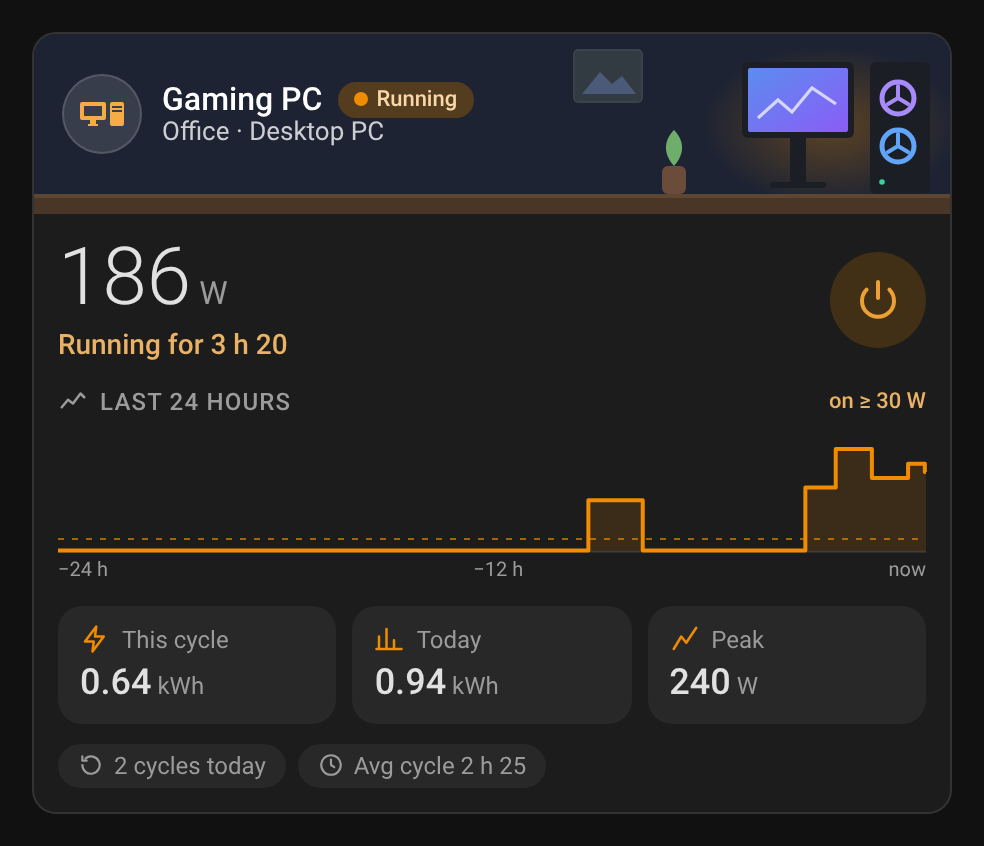 Gaming PC
Running
Office · Desktop PC
186 W
Running for 3 h 20
LAST 24 HOURS
on ≥ 30 W
−24 h
−12 h
now
This cycle
0.64 kWh
Today
0.94 kWh
Peak
240 W
2 cycles today
Avg cycle 2 h 25